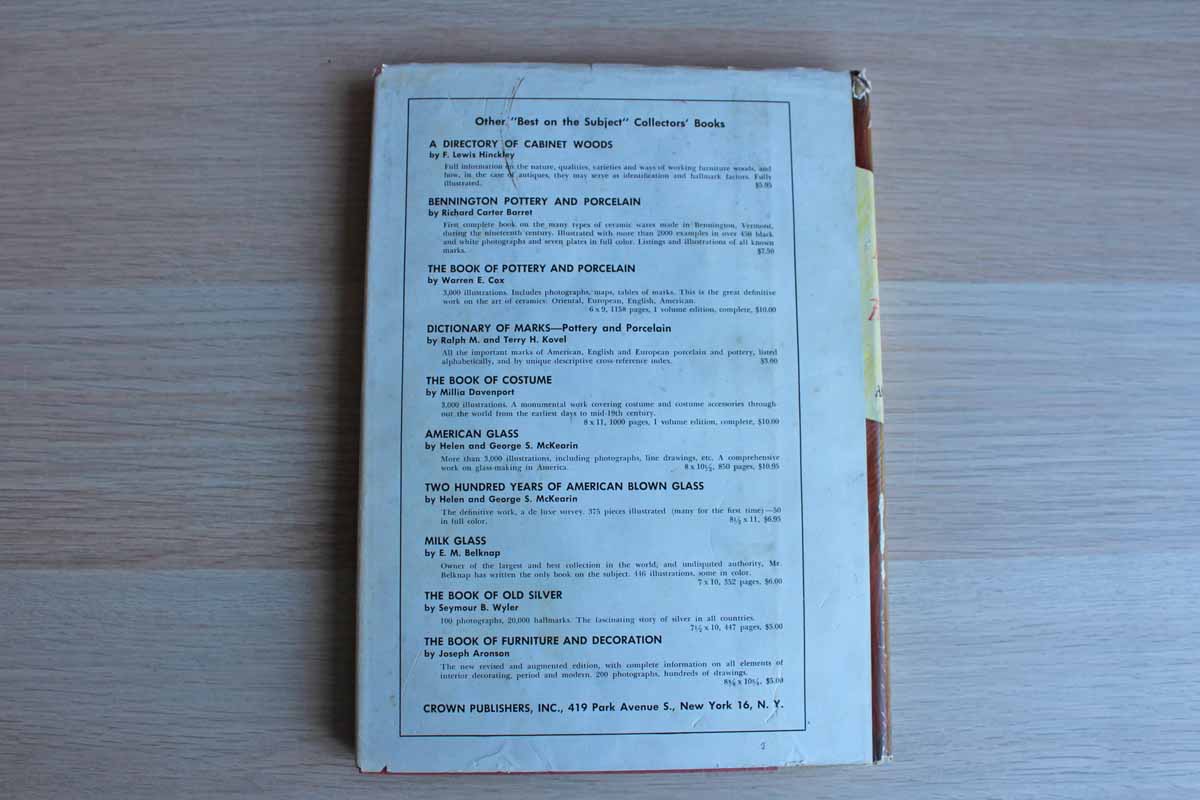 Other "Best on the Subject" Collectors' Books
A DIRECTORY OF CABINET WOODS
by F. Lewis Hinckley
Full information on the nature, qualities, varieties and ways of working furniture woods, and
how, in the case of antiques, they may serve as identification and hallmark factors. Fully
illustrated. $5.95
BENNINGTON POTTERY AND PORCELAIN
by Richard Carter Barret
First complete book on the many types of ceramic wares made in Bennington, Vermont,
during the nineteenth century. Illustrated with more than 2000 examples in over 450 black
and white photographs and seven plates in full color. Listings and illustrations of all known
marks. $7.50
THE BOOK OF POTTERY AND PORCELAIN
by Warren E. Cox
3,000 illustrations. Includes photographs, maps, tables of marks. This is the great definitive
work on the art of ceramics: Oriental, European, English, American.
6 x 9, 1158 pages, 1 volume edition, complete, $10.00
DICTIONARY OF MARKS—Pottery and Porcelain
by Ralph M. and Terry H. Kovel
All the important marks of American, English and European porcelain and pottery, listed
alphabetically, and by unique descriptive cross-reference index. $3.00
THE BOOK OF COSTUME
by Millia Davenport
3,000 illustrations. A monumental work covering costume and costume accessories through-
out the world from the earliest days to mid-19th century.
8 x 11, 1000 pages, 1 volume edition, complete, $10.00
AMERICAN GLASS
by Helen and George S. McKearin
More than 3,000 illustrations, including photographs, line drawings, etc. A comprehensive
work on glass-making in America. 8 x 10½, 850 pages, $10.95
TWO HUNDRED YEARS OF AMERICAN BLOWN GLASS
by Helen and George S. McKearin
The definitive work, a de luxe survey. 375 pieces illustrated (many for the first time)—50
in full color. 8½ x 11, $6.95
MILK GLASS
by E. M. Belknap
Owner of the largest and best collection in the world, and undisputed authority, Mr.
Belknap has written the only book on the subject. 446 illustrations, some in color.
7 x 10, 352 pages, $6.00
THE BOOK OF OLD SILVER
by Seymour B. Wyler
100 photographs, 20,000 hallmarks. The fascinating story of silver in all countries.
7½ x 10, 447 pages, $5.00
THE BOOK OF FURNITURE AND DECORATION
by Joseph Aronson
The new revised and augmented edition, with complete information on all elements of
interior decorating, period and modern. 200 photographs, hundreds of drawings.
$5.00
CROWN PUBLISHERS, INC., 419 Park Avenue S., New York 16, N. Y.